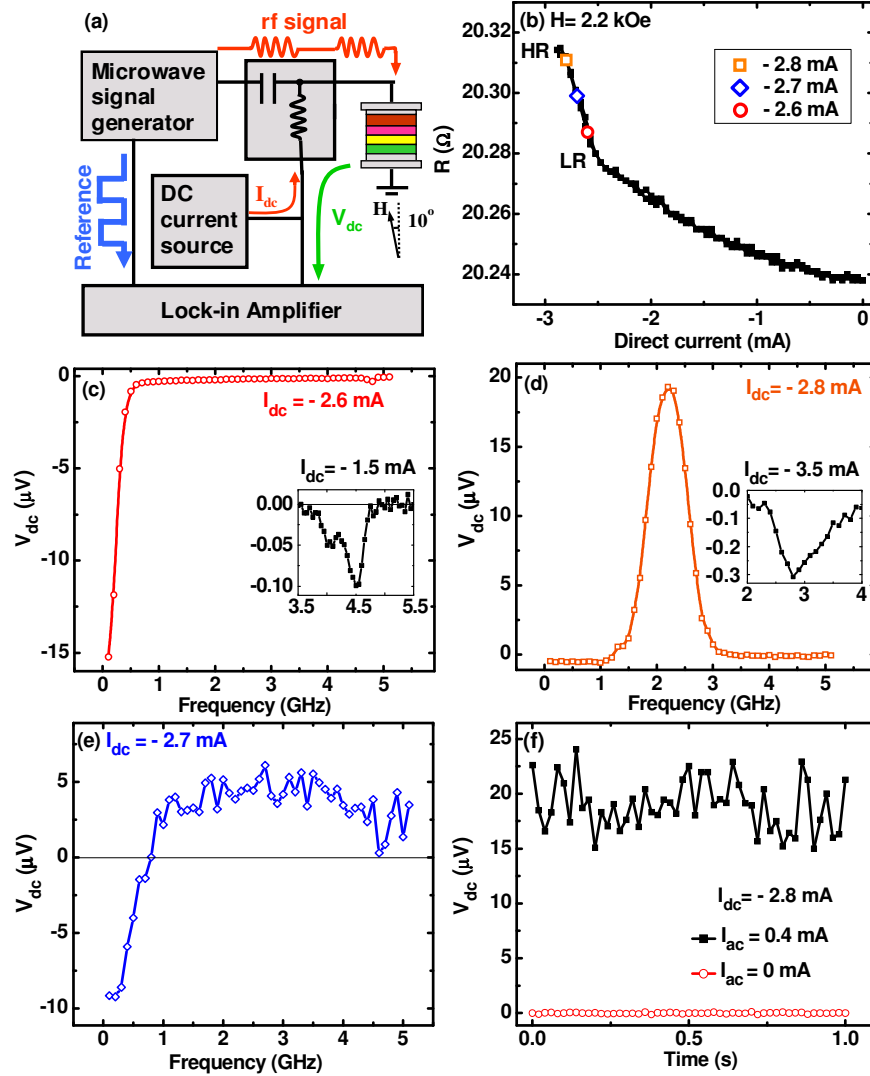 (a)
rf signal
Microwave
signal
generator
Reference
DC
current
source
I_dc
V_dc
H
10°
Lock-in Amplifier
(b) H= 2.2 kOe
HR
LR
- 2.8 mA
- 2.7 mA
- 2.6 mA
R (Ω)
20.32
20.30
20.28
20.26
20.24
-3 -2 -1 0
Direct current (mA)
(c)
I_dc = - 2.6 mA
V_dc (μV)
0
-5
-10
-15
0 1 2 3 4 5
Frequency (GHz)
I_dc= - 1.5 mA
0.00
-0.05
-0.10
3.5 4.5 5.5
(d)
I_dc= - 2.8 mA
V_dc (μV)
20
15
10
5
0
0 1 2 3 4 5
Frequency (GHz)
I_dc= - 3.5 mA
0.0
-0.1
-0.2
-0.3
2 3 4
(e) I_dc= - 2.7 mA
V_dc (μV)
5
0
-5
-10
0 1 2 3 4 5
Frequency (GHz)
(f)
V_dc (μV)
25
20
15
10
5
0
I_dc= - 2.8 mA
I_ac = 0.4 mA
I_ac = 0 mA
0.0 0.5 1.0
Time (s)